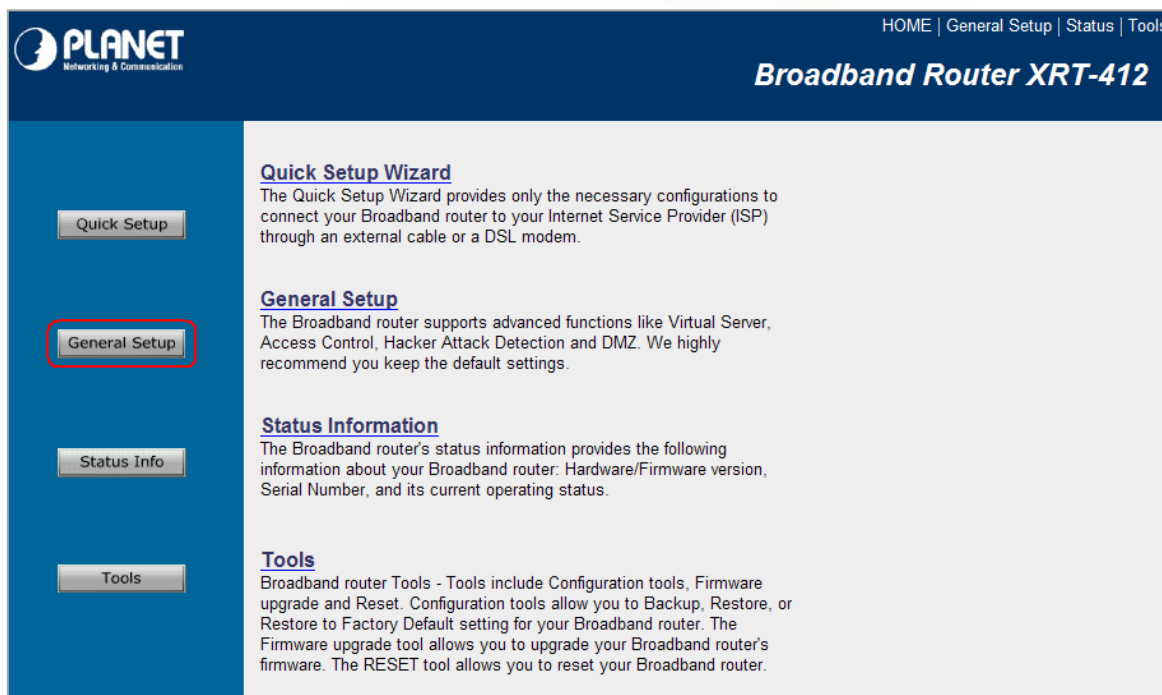 PLANET
Networking & Communication
HOME | General Setup | Status | Tools
Broadband Router XRT-412
Quick Setup
General Setup
Status Info
Tools
Quick Setup Wizard
The Quick Setup Wizard provides only the necessary configurations to
connect your Broadband router to your Internet Service Provider (ISP)
through an external cable or a DSL modem.
General Setup
The Broadband router supports advanced functions like Virtual Server,
Access Control, Hacker Attack Detection and DMZ. We highly
recommend you keep the default settings.
Status Information
The Broadband router's status information provides the following
information about your Broadband router: Hardware/Firmware version,
Serial Number, and its current operating status.
Tools
Broadband router Tools - Tools include Configuration tools, Firmware
upgrade and Reset. Configuration tools allow you to Backup, Restore, or
Restore to Factory Default setting for your Broadband router. The
Firmware upgrade tool allows you to upgrade your Broadband router's
firmware. The RESET tool allows you to reset your Broadband router.